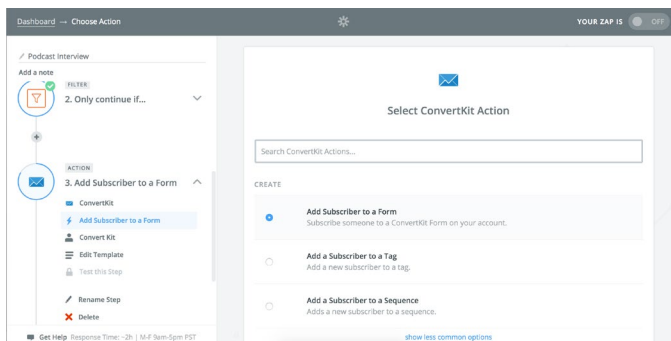 Dashboard → Choose Action
YOUR ZAP IS OFF
Podcast Interview
Add a note
FILTER
2. Only continue if...
ACTION
3. Add Subscriber to a Form
ConvertKit
Add Subscriber to a Form
Convert Kit
Edit Template
Test this Step
Rename Step
Delete
Get Help Response Time: ~2h | M-F 9am-5pm PST
Select ConvertKit Action
Search ConvertKit Actions...
CREATE
Add Subscriber to a Form
Subscribe someone to a ConvertKit Form on your account.
Add a Subscriber to a Tag
Add a new subscriber to a tag.
Add a Subscriber to a Sequence
Adds a new subscriber to a sequence.
show less common options